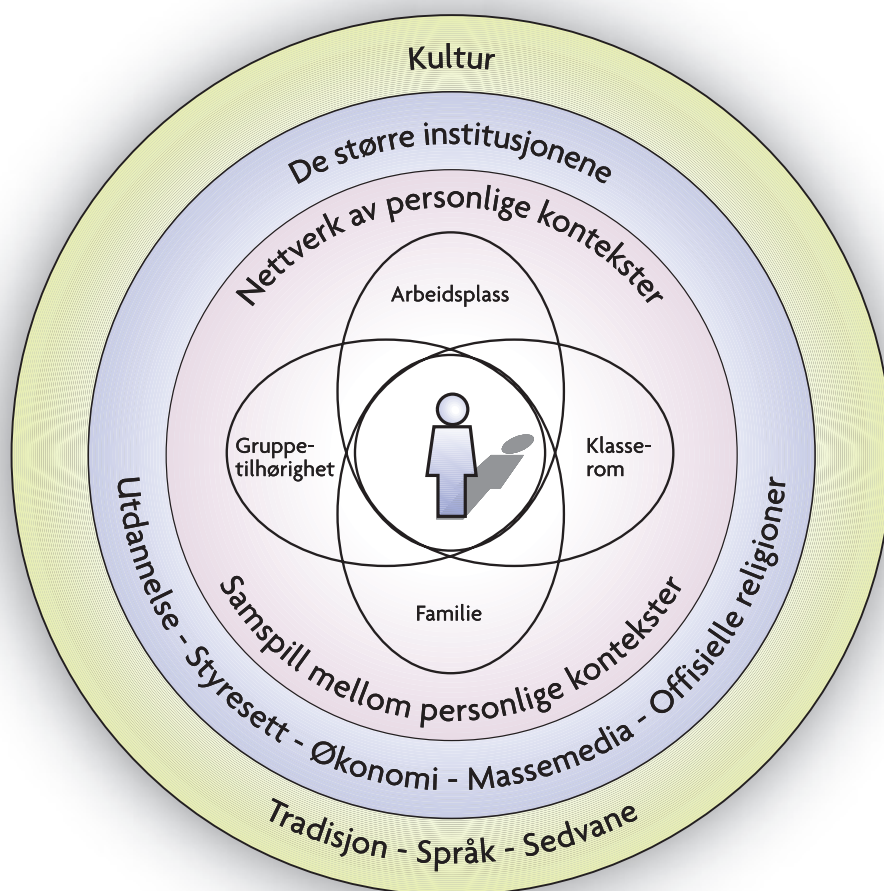 Kultur
De større institusjonene
Nettverk av personlige kontekster
Arbeidsplass
Gruppe-
tilhørighet
Klasse-
rom
Familie
Samspill mellom personlige kontekster
Utdannelse - Styresett - Økonomi - Massemedia - Offisielle religioner
Tradisjon - Språk - Sedvane